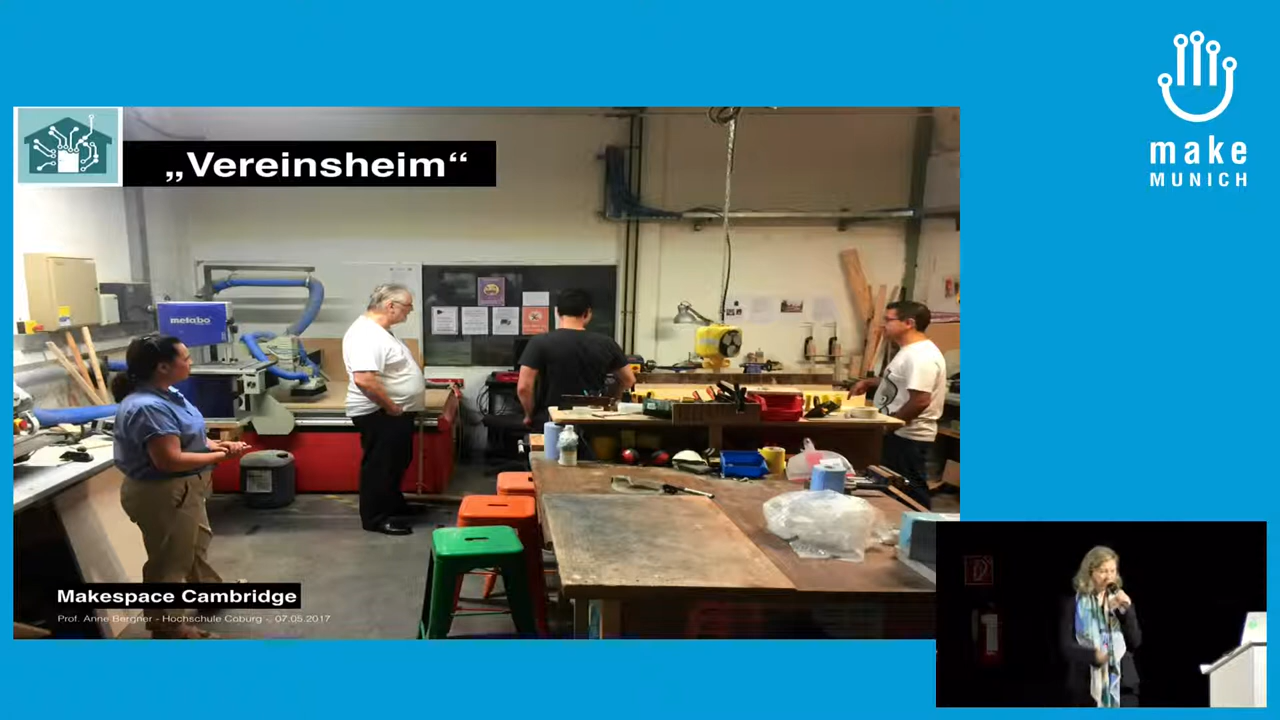 make
MUNICH
„Vereinsheim“
metabo
Makespace Cambridge
Prof. Anne Bergner - Hochschule Coburg -, 07.05.2017